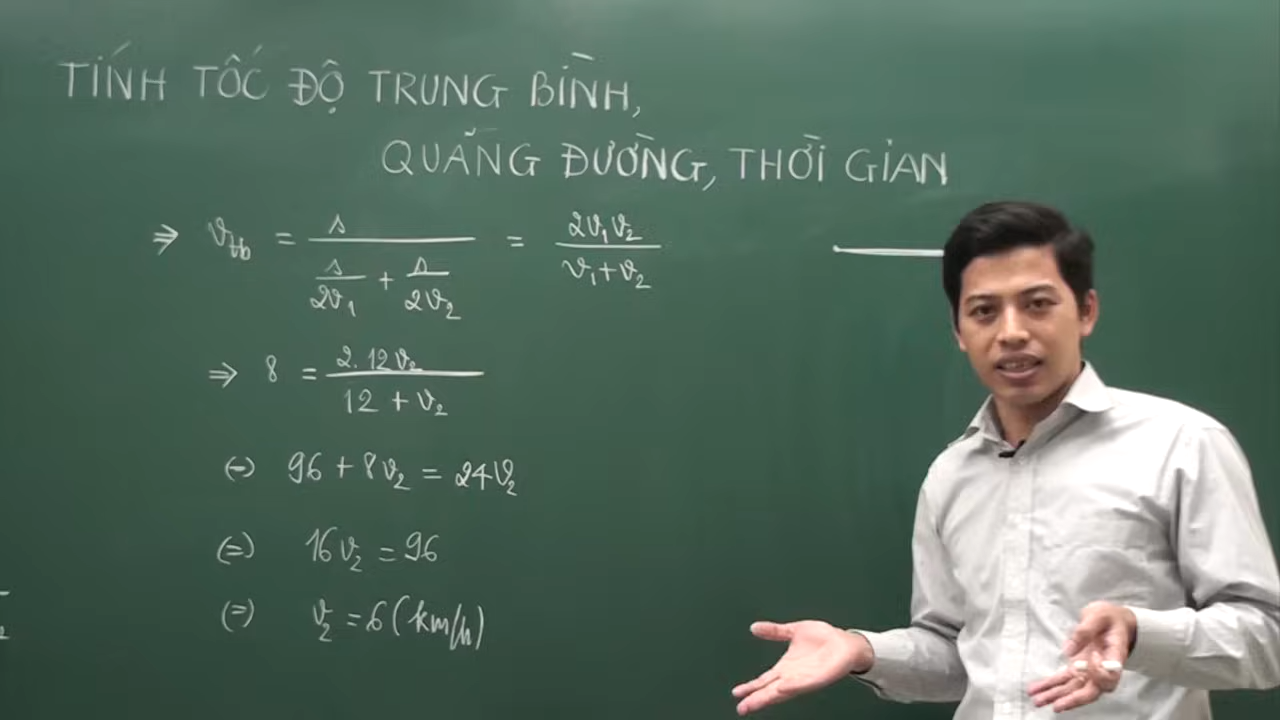 TÍNH TỐC ĐỘ TRUNG BÌNH,
QUÃNG ĐƯỜNG, THỜI GIAN
⇒ v_tb = s / (s/2v₁ + s/2v₂) = 2v₁v₂ / (v₁+v₂)
⇒ 8 = 2.12v₂ / (12 + v₂)
(-) 96 + 8v₂ = 24v₂
(=) 16v₂ = 96
(=) v₂ = 6 (km/h)